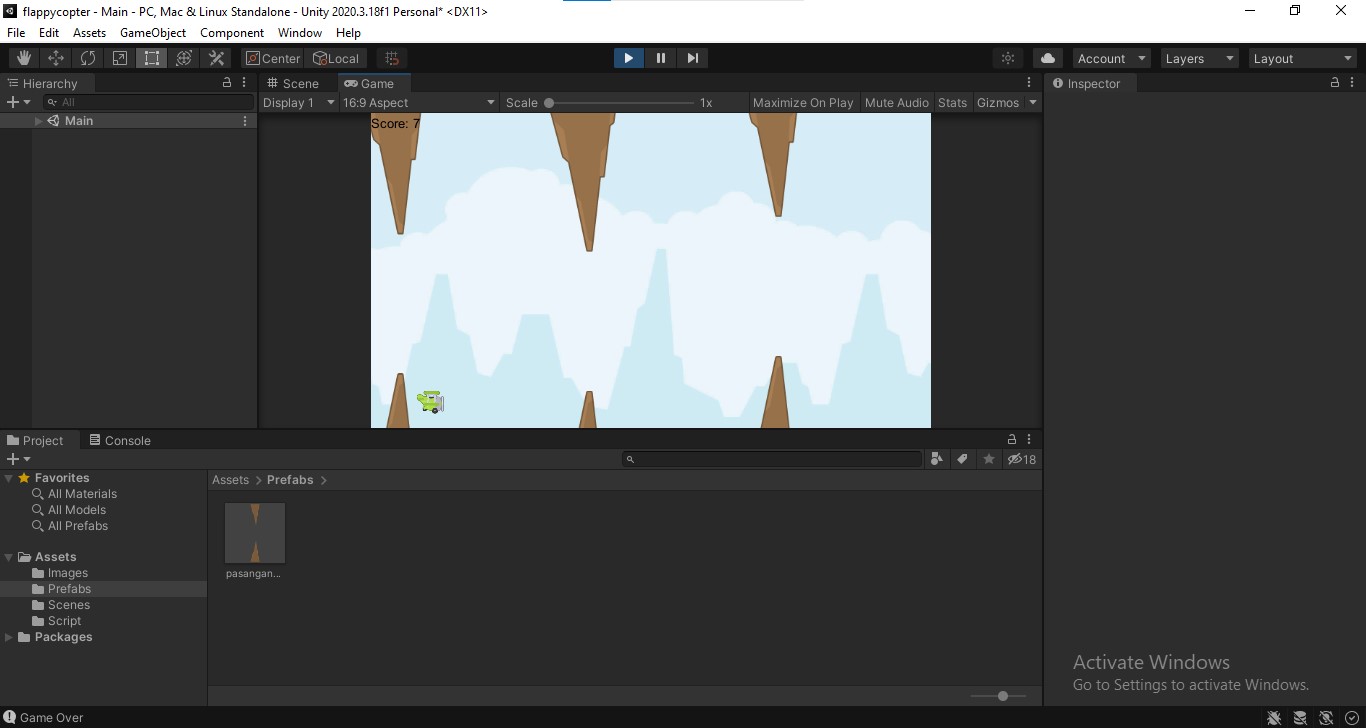 flappycopter - Main - PC, Mac & Linux Standalone - Unity 2020.3.18f1 Personal* <DX11>
File Edit Assets GameObject Component Window Help
Center Local Account Layers Layout
Hierarchy Scene Game Inspector
All Display 1 16:9 Aspect Scale 1x Maximize On Play Mute Audio Stats Gizmos
Main
Score: 7
Project Console
18
Favorites
All Materials
All Models
All Prefabs
Assets
Images
Prefabs
Scenes
Script
Packages
Assets > Prefabs >
pasangan...
Activate Windows
Go to Settings to activate Windows.
Game Over